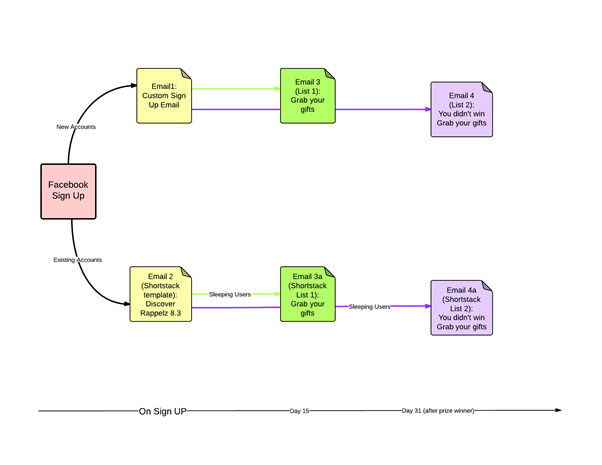 Email1:
Custom Sign
Up Email
Email 3
(List 1):
Grab your
gifts
Email 4
(List 2):
You didn't win
Grab your gifts
New Accounts
Facebook
Sign Up
Existing Accounts
Email 2
(Shortstack
template):
Discover
Rappelz 8.3
Sleeping Users
Email 3a
(Shortstack
List 1):
Grab your
gifts
Sleeping Users
Email 4a
(Shortstack
List 2):
You didn't win
Grab your gifts
On Sign UP
Day 15
Day 31 (after prize winner)